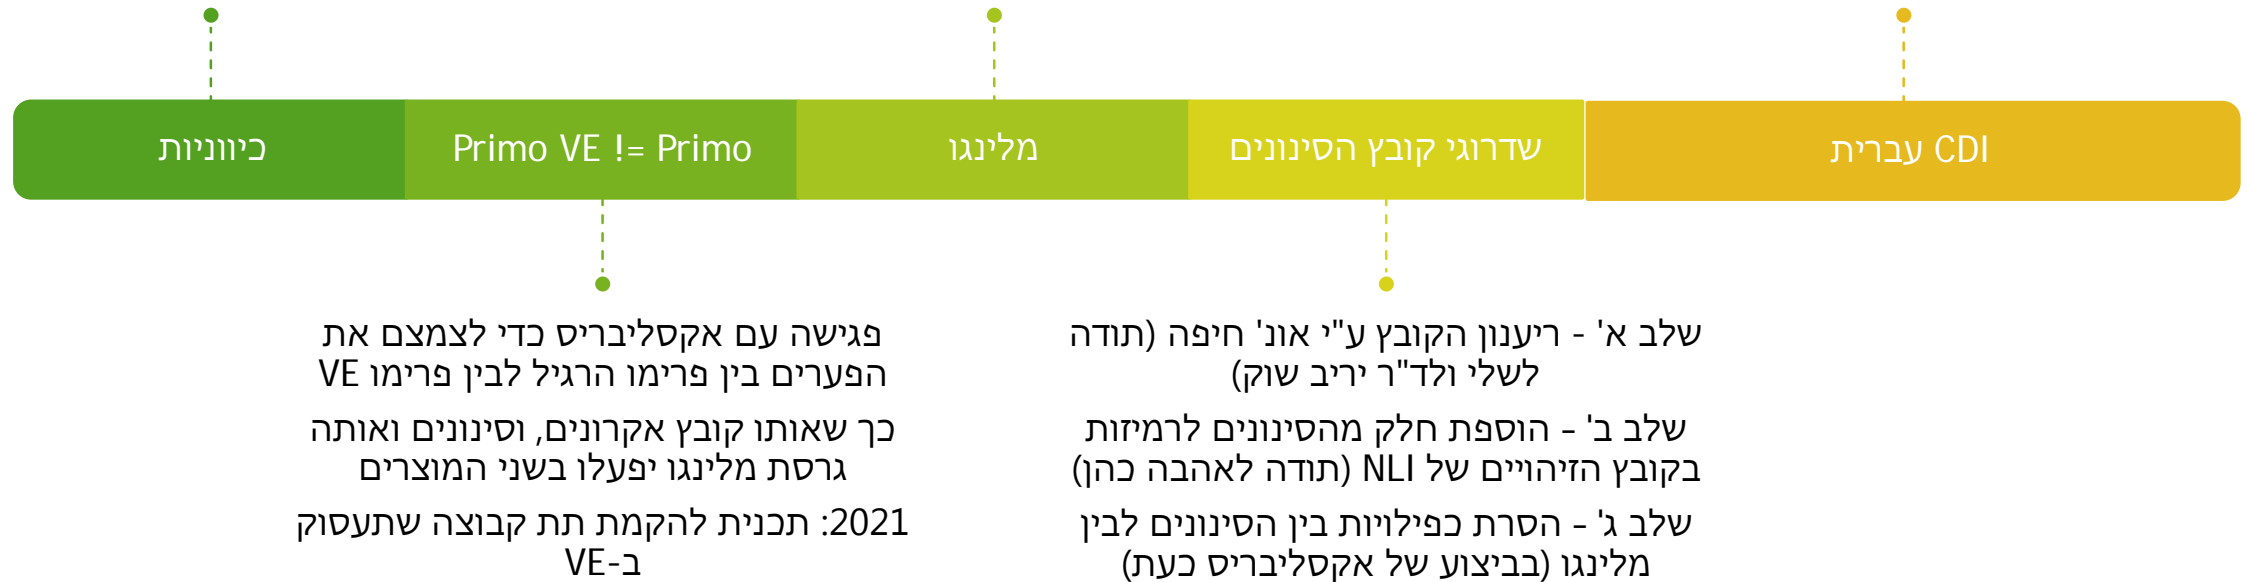 כיווניות
Primo VE != Primo
מלינגו
שדרוגי קובץ הסינונים
CDI עברית
פגישה עם אקסליבריס כדי לצמצם את
הפערים בין פרימו הרגיל לבין פרימו VE
כך שאותו קובץ אקרונים, וסינונים ואותה
גרסת מלינגו יפעלו בשני המוצרים
2021: תכנית להקמת תת קבוצה שתעסוק
ב-VE
שלב א' - ריענון הקובץ ע"י אונ' חיפה (תודה
לשלי ולד"ר יריב שוק)
שלב ב' – הוספת חלק מהסינונים לרמיזות
בקובץ הזיהויים של NLI (תודה לאהבה כהן)
שלב ג' – הסרת כפילויות בין הסינונים לבין
מלינגו (בביצוע של אקסליבריס כעת)